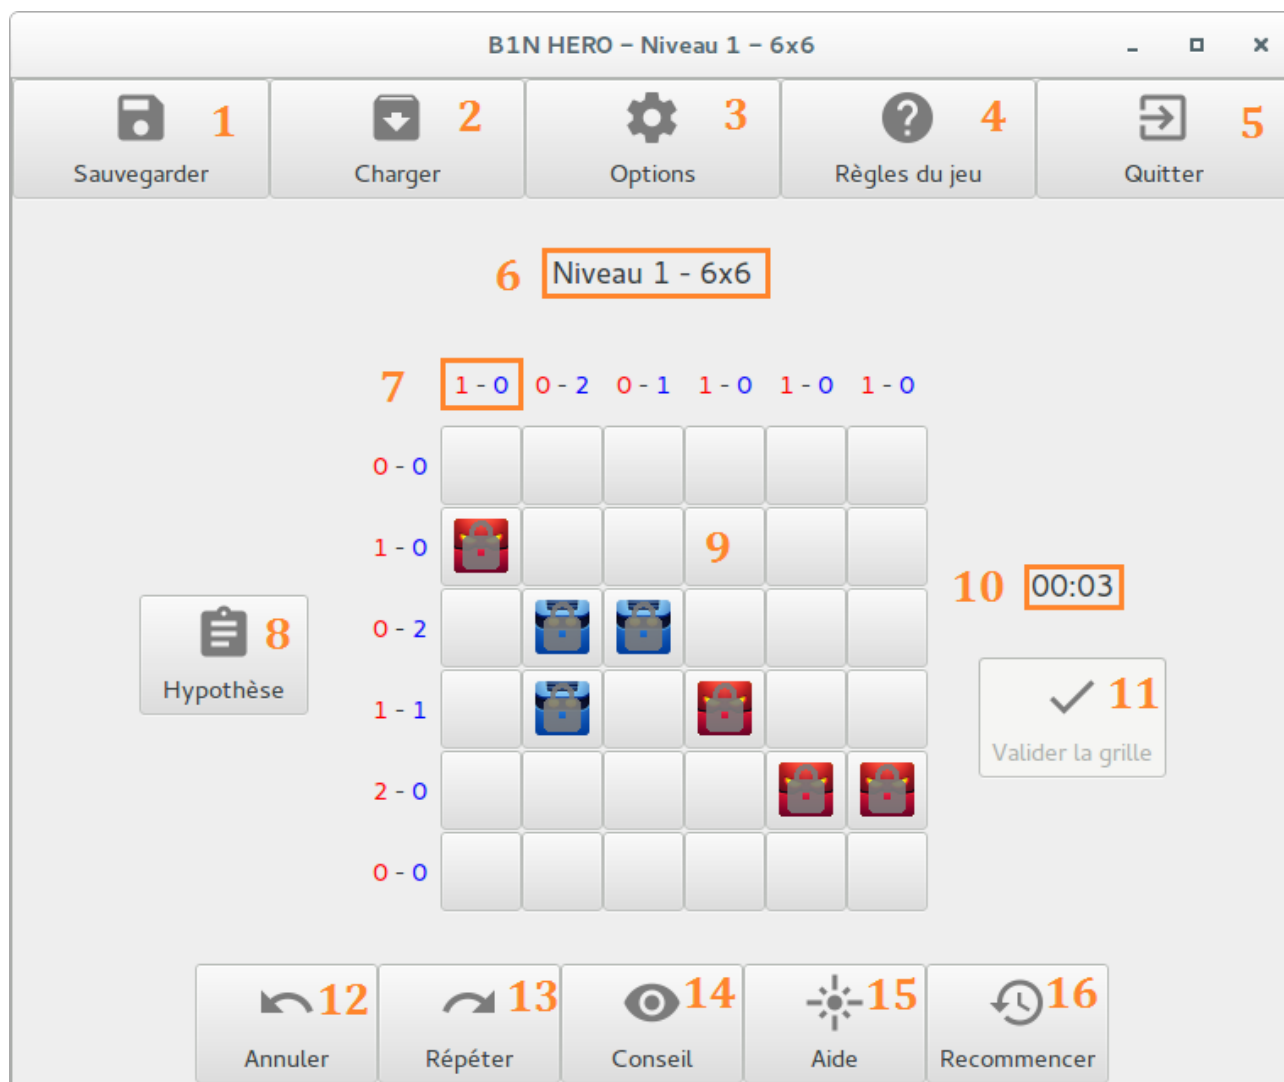 B1N HERO – Niveau 1 – 6x6
1 2 3 4 5
Sauvegarder Charger Options Règles du jeu Quitter
6 Niveau 1 - 6x6
7 1 - 0 0 - 2 0 - 1 1 - 0 1 - 0 1 - 0
0 - 0
1 - 0 9
10 00:03
0 - 2
8
Hypothèse
1 - 1
11
Valider la grille
2 - 0
0 - 0
12 13 14 15 16
Annuler Répéter Conseil Aide Recommencer